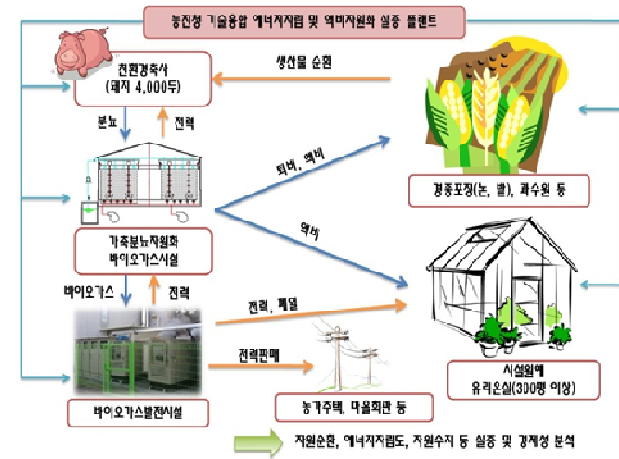 농진청 기술융합 에너지자립 및 액비자원화 실증 플랜트
친환경축사
(돼지 4,000두)
생산물 순환
분뇨
전력
퇴비, 액비
경종포장(논, 밭), 과수원 등
가축분뇨자원화
바이오가스시설
액비
바이오가스
전력
전력, 폐열
전력판매
시설원예
유리온실(300평 이상)
바이오가스발전시설
농가주택, 마을회관 등
자원순환, 에너지자립도, 자원수지 등 실증 및 경제성 분석